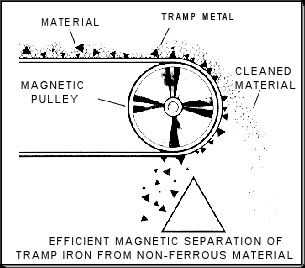 MATERIAL
TRAMP METAL
MAGNETIC
PULLEY
CLEANED
MATERIAL
EFFICIENT MAGNETIC SEPARATION OF
TRAMP IRON FROM NON-FERROUS MATERIAL